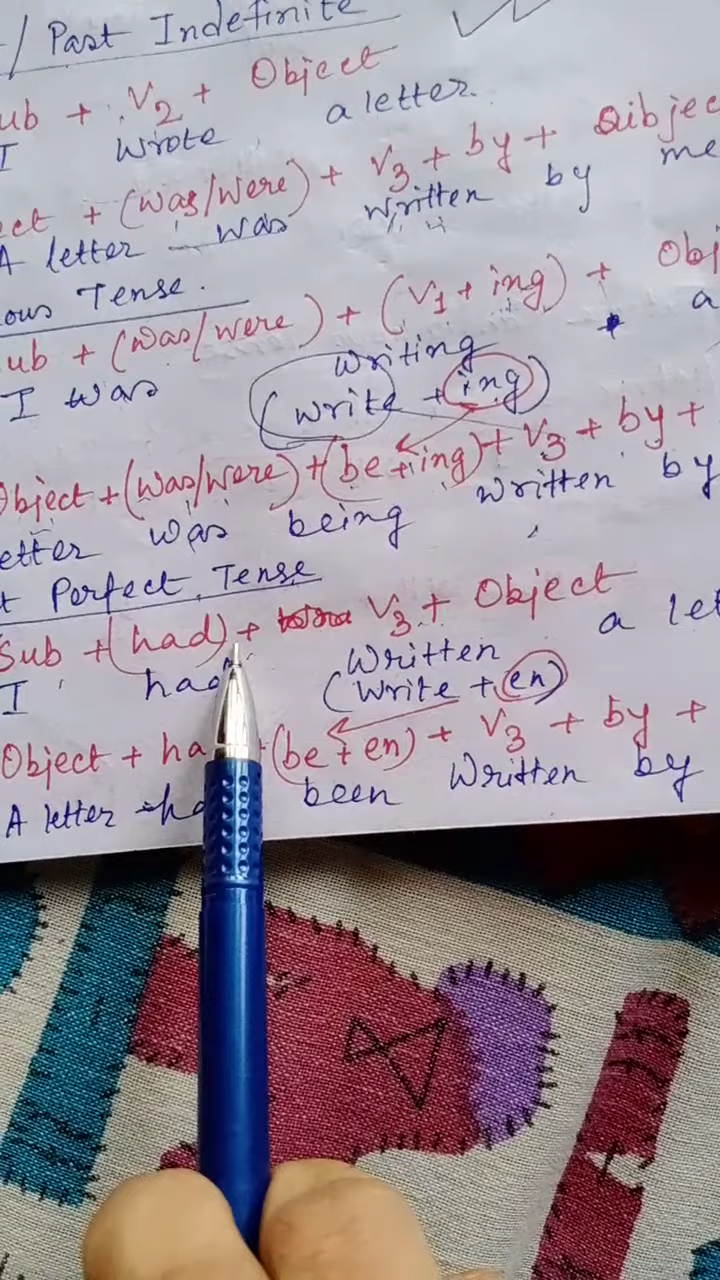 / Past Indefinite
ub + V2 + Object
I wrote a letter.
ect + (was/were) + V3 + by + Subjec
A letter was written by me
ous Tense.
ub + (was/were) + (V1 + ing) + Obj
I was writing a
(write + ing)
Object + (was/were) + (be + ing) + V3 + by +
etter was being written by
t Perfect Tense
Sub + (had) + V3 + Object
I had written a let
(write + en)
Object + ha + (be + en) + V3 + by +
A letter ha been written by